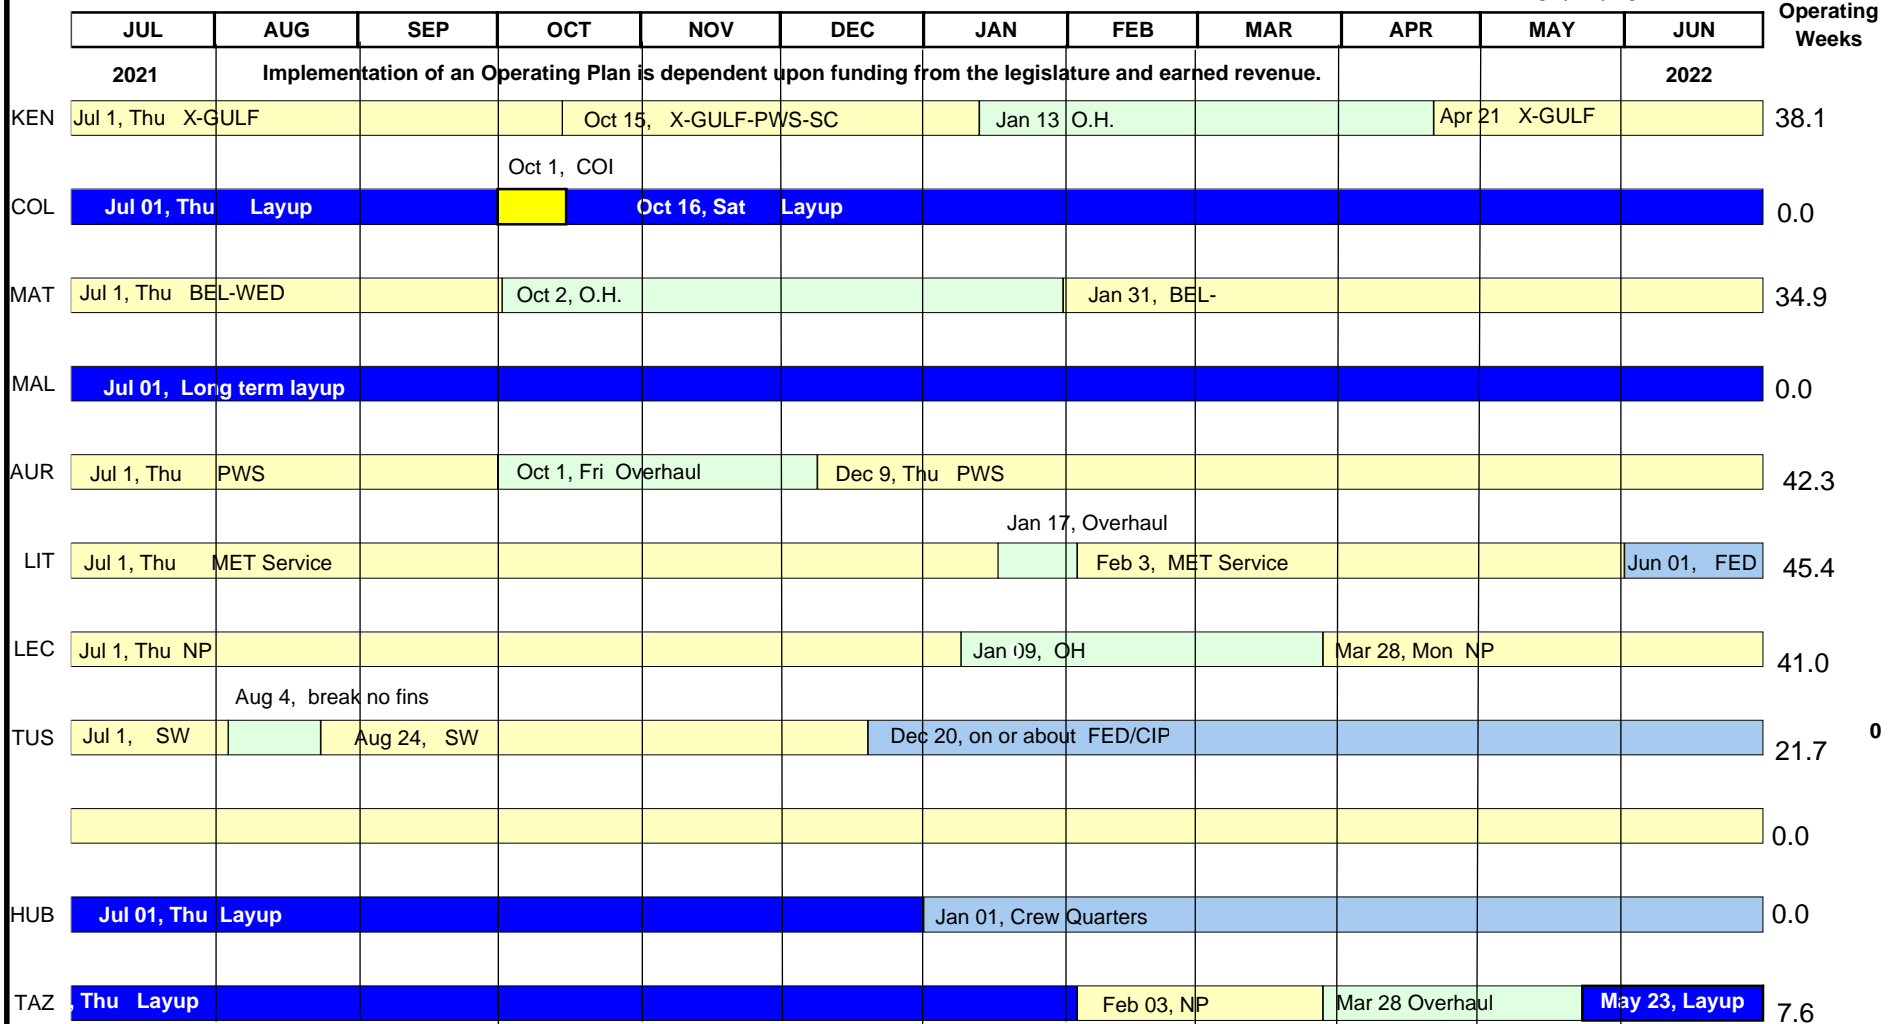 Operating
Weeks
JUL AUG SEP OCT NOV DEC JAN FEB MAR APR MAY JUN
2021 Implementation of an Operating Plan is dependent upon funding from the legislature and earned revenue. 2022
KEN Jul 1, Thu X-GULF Oct 15, X-GULF-PWS-SC Jan 13 O.H. Apr 21 X-GULF 38.1
Oct 1, COI
COL Jul 01, Thu Layup Oct 16, Sat Layup 0.0
MAT Jul 1, Thu BEL-WED Oct 2, O.H. Jan 31, BEL- 34.9
MAL Jul 01, Long term layup 0.0
AUR Jul 1, Thu PWS Oct 1, Fri Overhaul Dec 9, Thu PWS 42.3
Jan 17, Overhaul
LIT Jul 1, Thu MET Service Feb 3, MET Service Jun 01, FED 45.4
LEC Jul 1, Thu NP Jan 09, OH Mar 28, Mon NP 41.0
Aug 4, break no fins
TUS Jul 1, SW Aug 24, SW Dec 20, on or about FED/CIP 21.7 0
0.0
HUB Jul 01, Thu Layup Jan 01, Crew Quarters 0.0
TAZ , Thu Layup Feb 03, NP Mar 28 Overhaul May 23, Layup 7.6